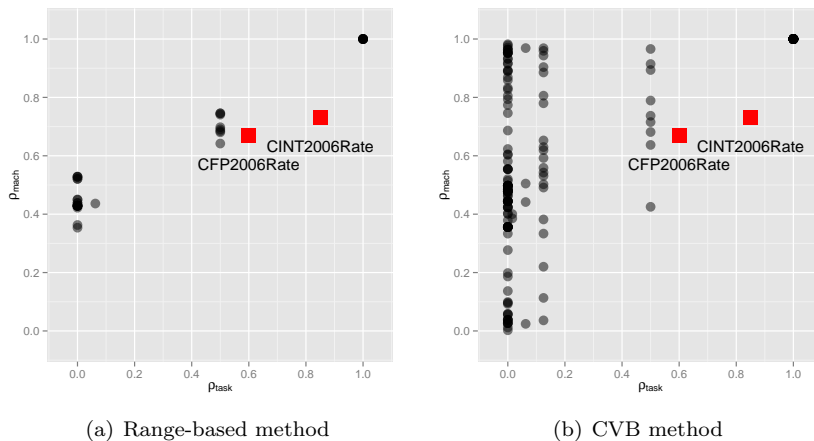 1.0
0.8
0.6
0.4
0.2
0.0
ρmach
CINT2006Rate
CFP2006Rate
0.0 0.2 0.4 0.6 0.8 1.0
ρtask
(a) Range-based method
1.0
0.8
0.6
0.4
0.2
0.0
ρmach
CINT2006Rate
CFP2006Rate
0.0 0.2 0.4 0.6 0.8 1.0
ρtask
(b) CVB method